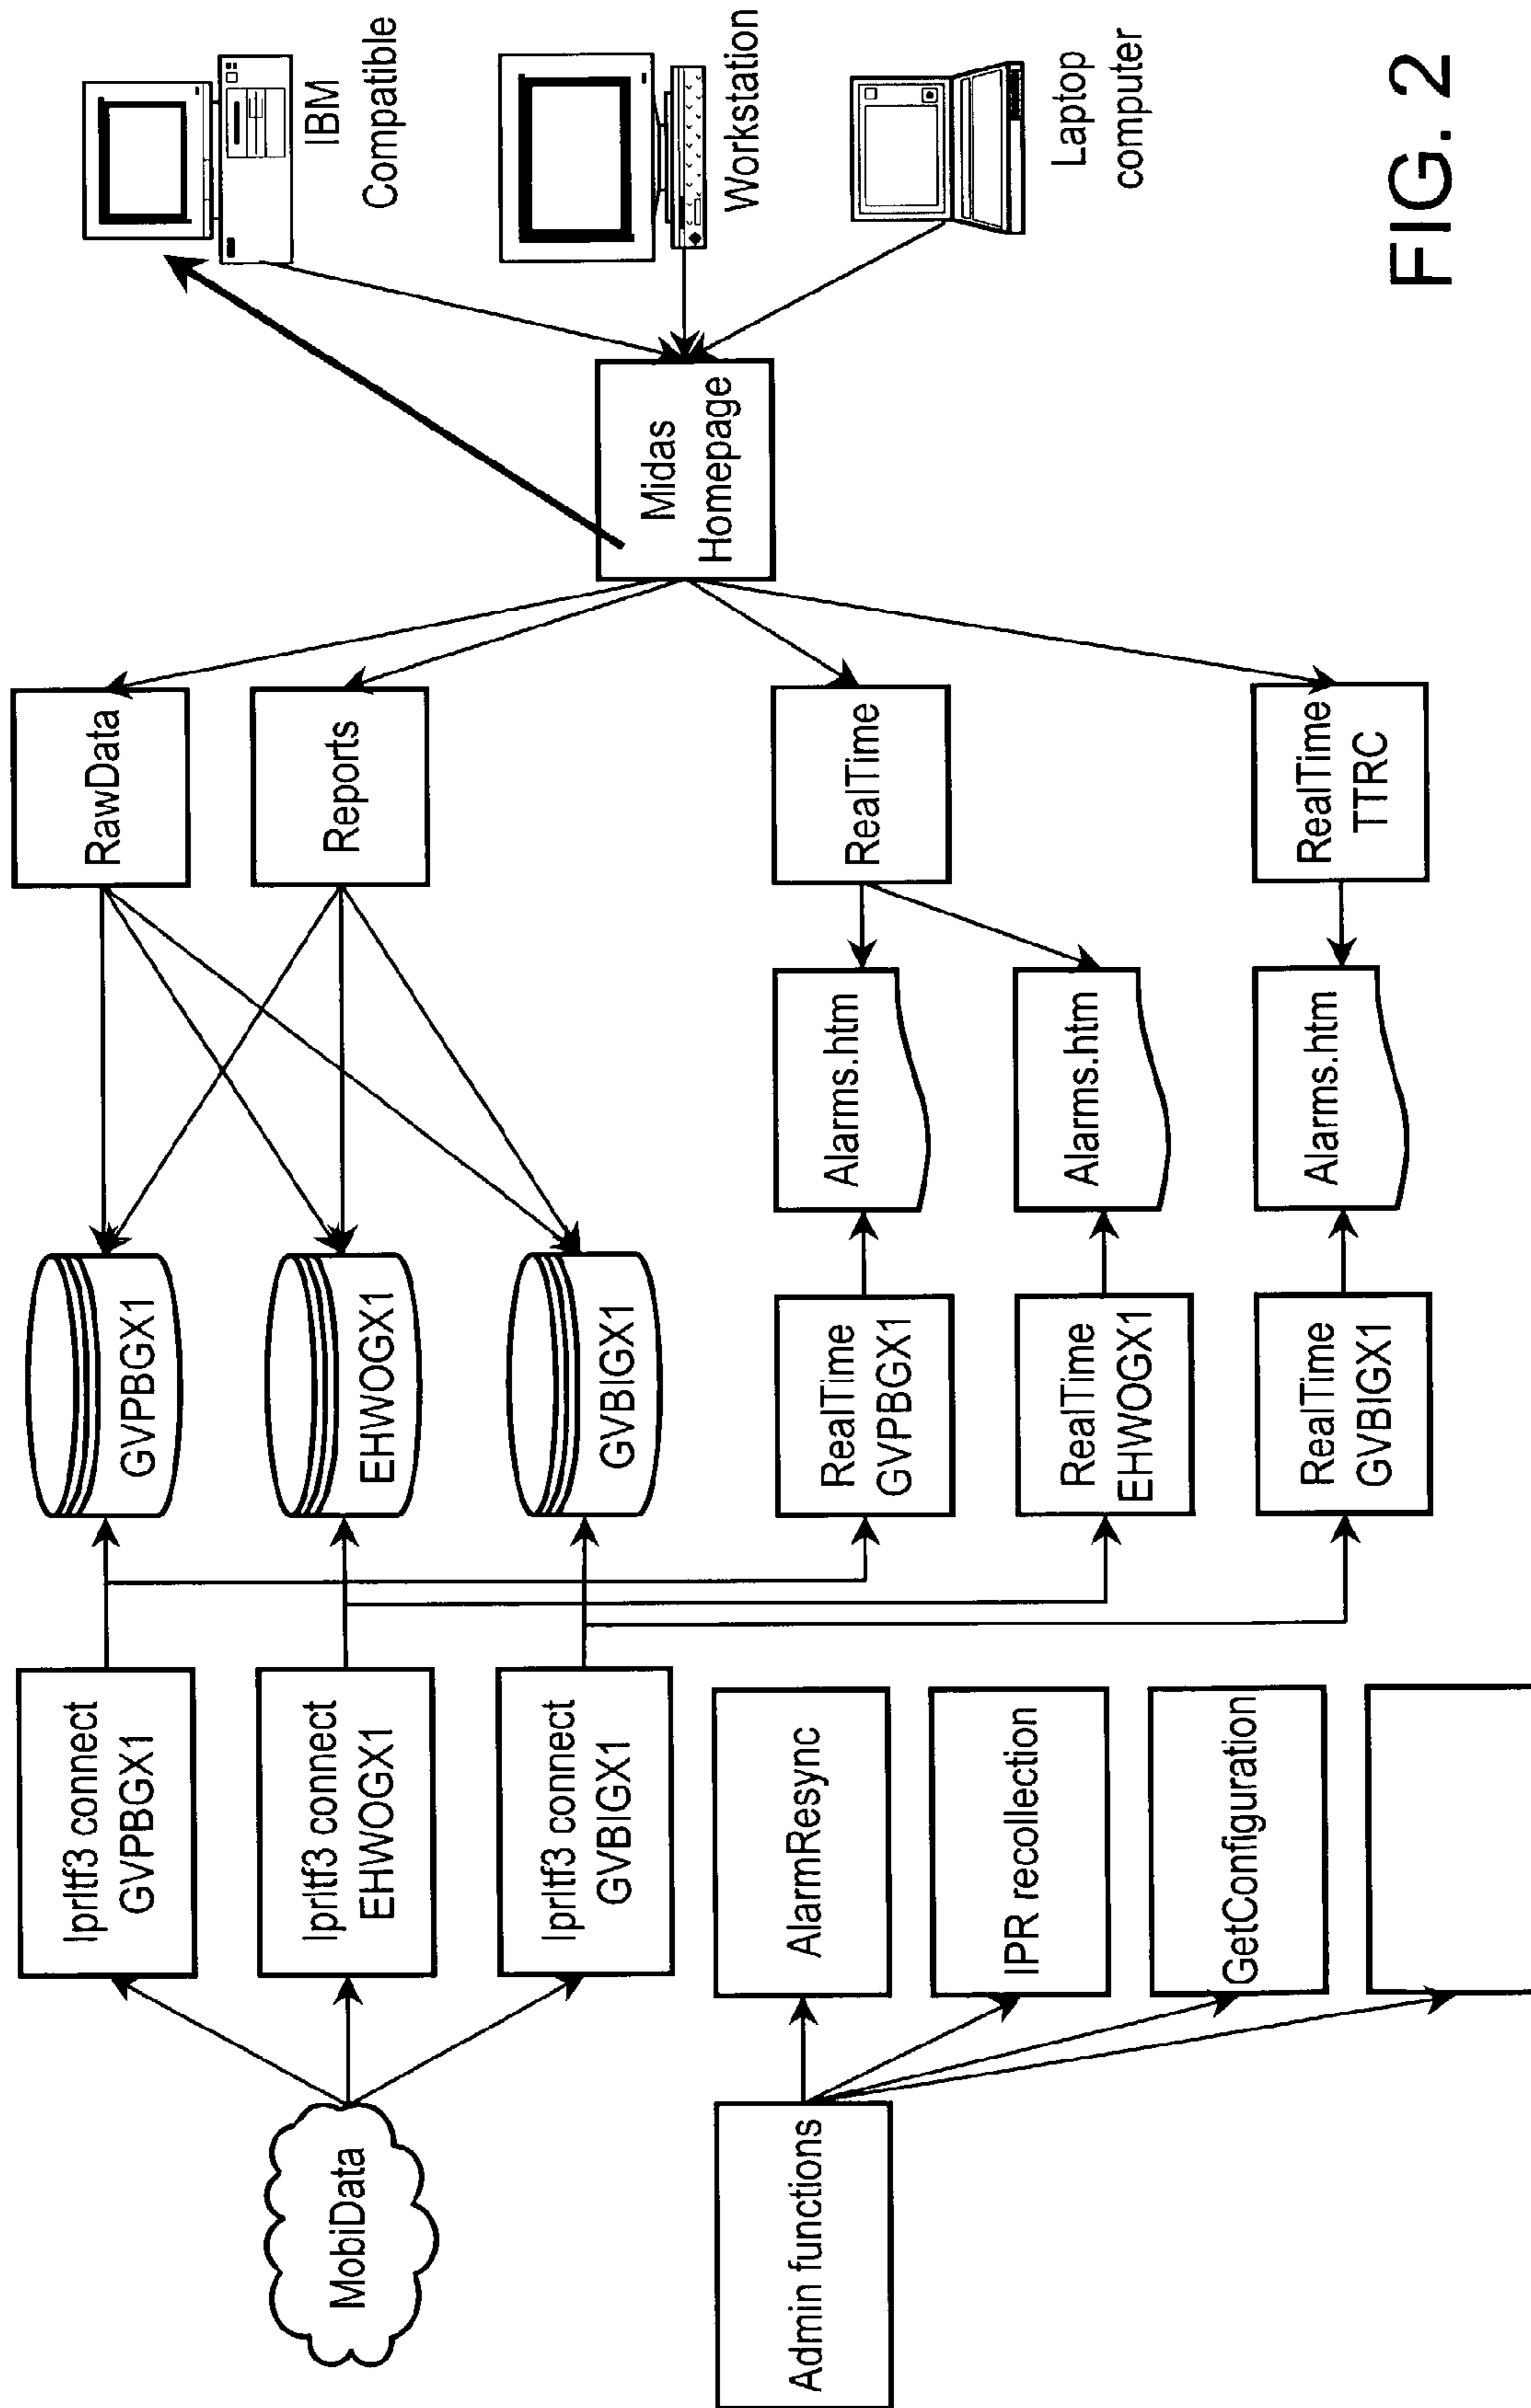 MobiData
Iprltf3 connect
GVPBGX1
Iprltf3 connect
EHWOGX1
Iprltf3 connect
GVBIGX1
GVPBGX1
EHWOGX1
GVBIGX1
RawData
Reports
Midas
Homepage
IBM
Compatible
Workstation
Laptop
computer
Admin functions
AlarmResync
IPR recollection
GetConfiguration
RealTime
GVPBGX1
RealTime
EHWOGX1
RealTime
GVBIGX1
Alarms.htm
Alarms.htm
Alarms.htm
RealTime
RealTime
TTRC
FIG. 2